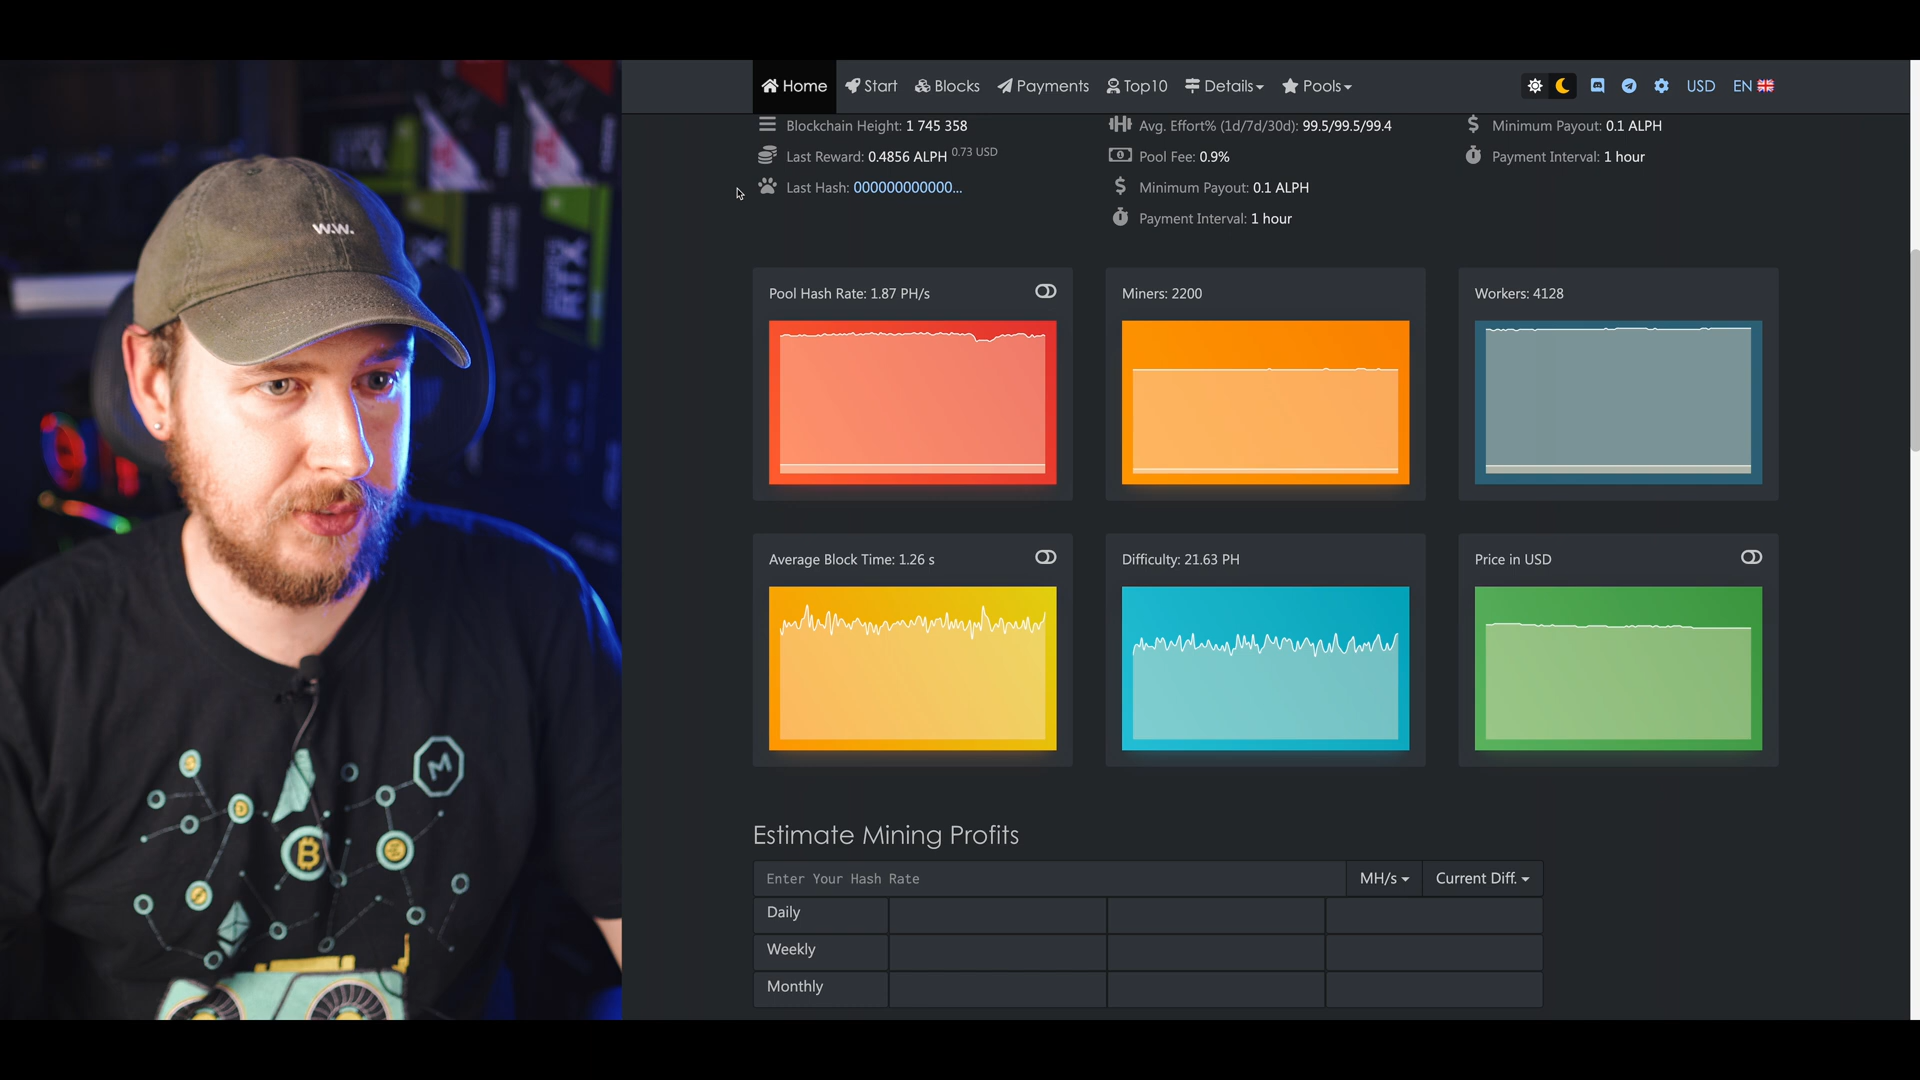 Home Start Blocks Payments Top10 Details Pools USD EN
Blockchain Height: 1 745 358
Last Reward: 0.4856 ALPH 0.73 USD
Last Hash: 000000000000...
Avg. Effort% (1d/7d/30d): 99.5/99.5/99.4
Pool Fee: 0.9%
Minimum Payout: 0.1 ALPH
Payment Interval: 1 hour
Minimum Payout: 0.1 ALPH
Payment Interval: 1 hour
Pool Hash Rate: 1.87 PH/s
Miners: 2200
Workers: 4128
Average Block Time: 1.26 s
Difficulty: 21.63 PH
Price in USD
Estimate Mining Profits
Enter Your Hash Rate MH/s Current Diff.
Daily
Weekly
Monthly
W.W.
RTX
M